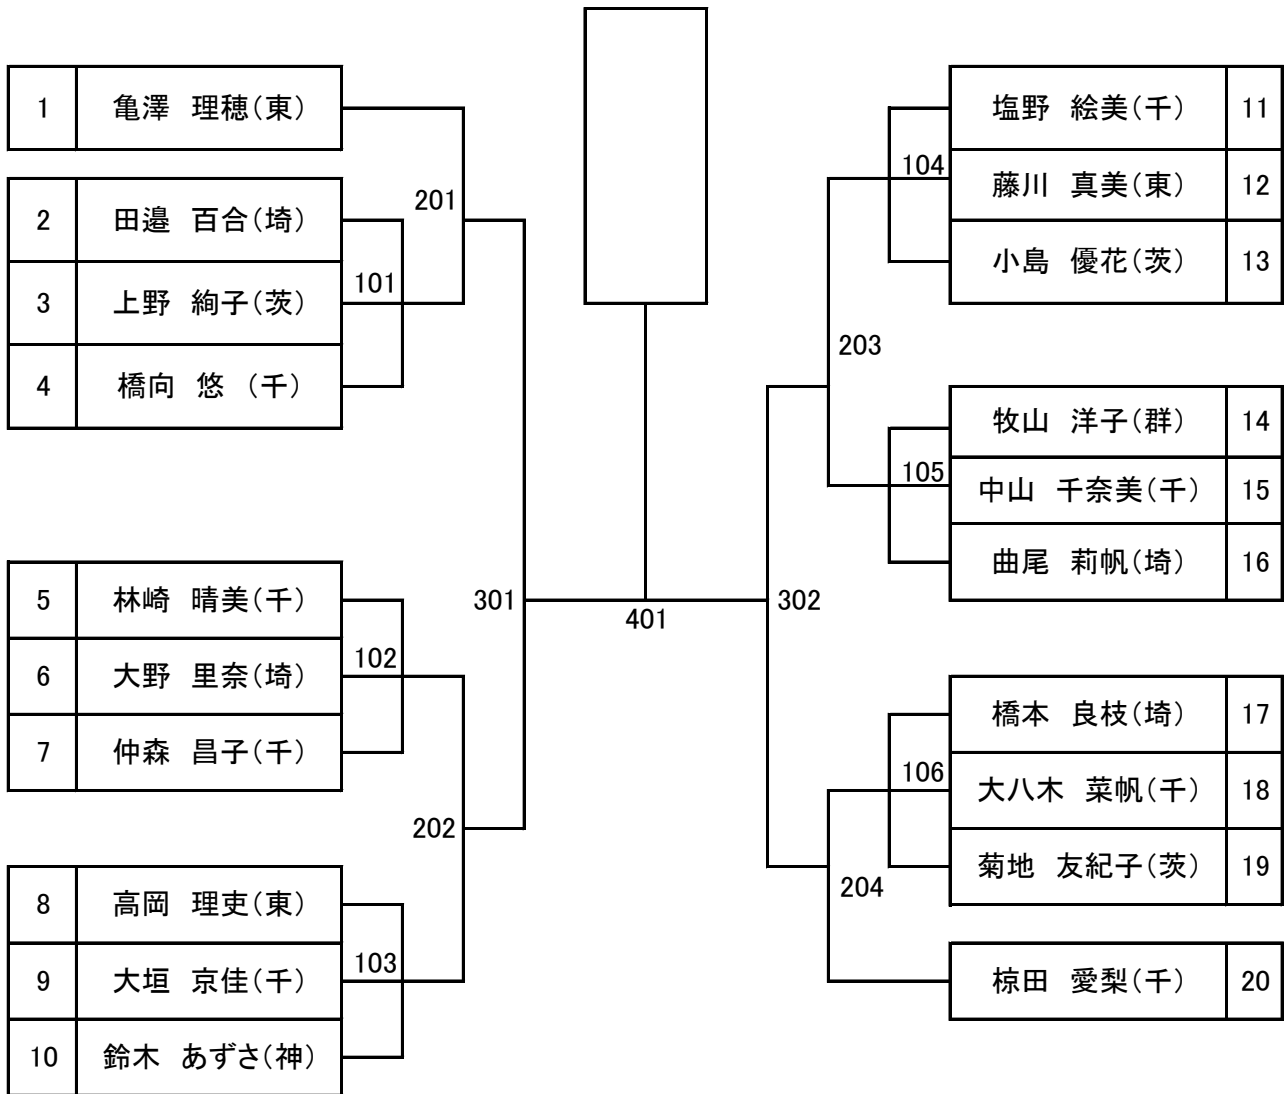 1 亀澤 理穂(東)
2 田邉 百合(埼)
3 上野 絢子(茨)
4 橋向 悠 (千)
201
101
5 林崎 晴美(千)
6 大野 里奈(埼)
7 仲森 昌子(千)
102
202
8 高岡 理吏(東)
9 大垣 京佳(千)
10 鈴木 あずさ(神)
103
301
401
302
塩野 絵美(千) 11
藤川 真美(東) 12
小島 優花(茨) 13
104
203
牧山 洋子(群) 14
中山 千奈美(千) 15
曲尾 莉帆(埼) 16
105
橋本 良枝(埼) 17
大八木 菜帆(千) 18
菊地 友紀子(茨) 19
106
204
椋田 愛梨(千) 20